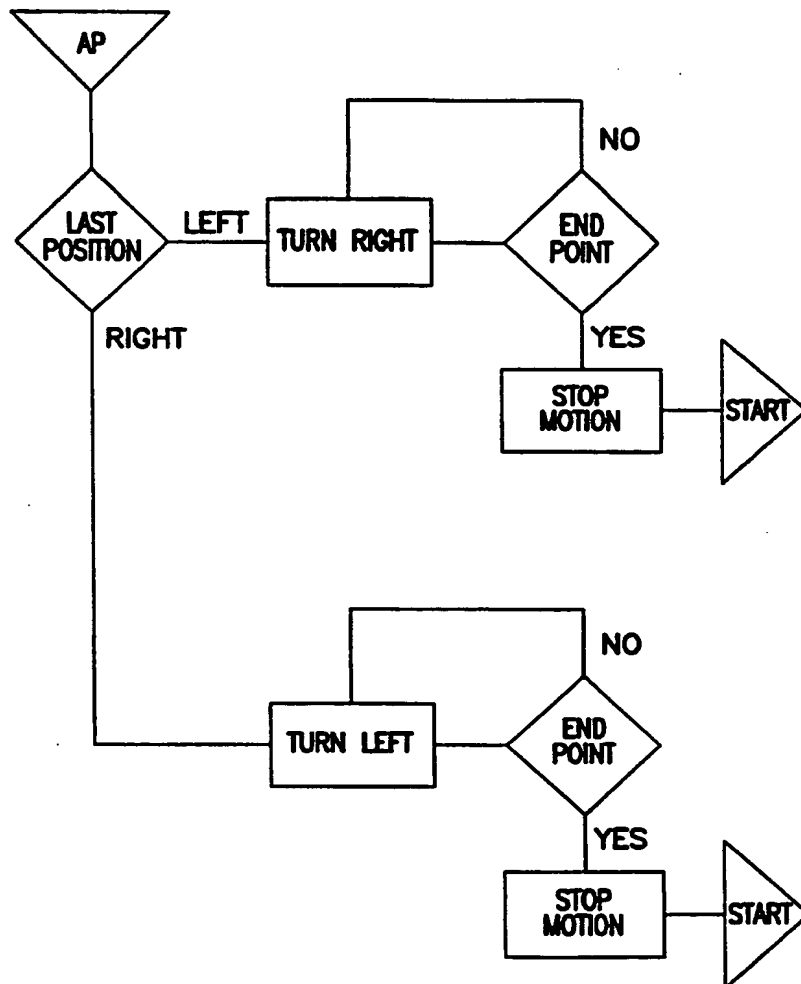 AP
NO
LAST
POSITION
LEFT
TURN RIGHT
END
POINT
RIGHT
YES
STOP
MOTION
START
NO
TURN LEFT
END
POINT
YES
STOP
MOTION
START